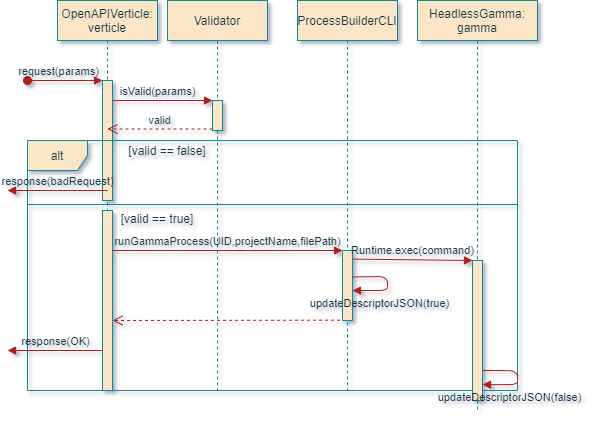 OpenAPIVerticle:
verticle
Validator
ProcessBuilderCLI
HeadlessGamma:
gamma
request(params)
isValid(params)
valid
alt
[valid == false]
response(badRequest)
[valid == true]
runGammaProcess(UID,projectName,filePath)
Runtime.exec(command)
updateDescriptorJSON(true)
response(OK)
updateDescriptorJSON(false)